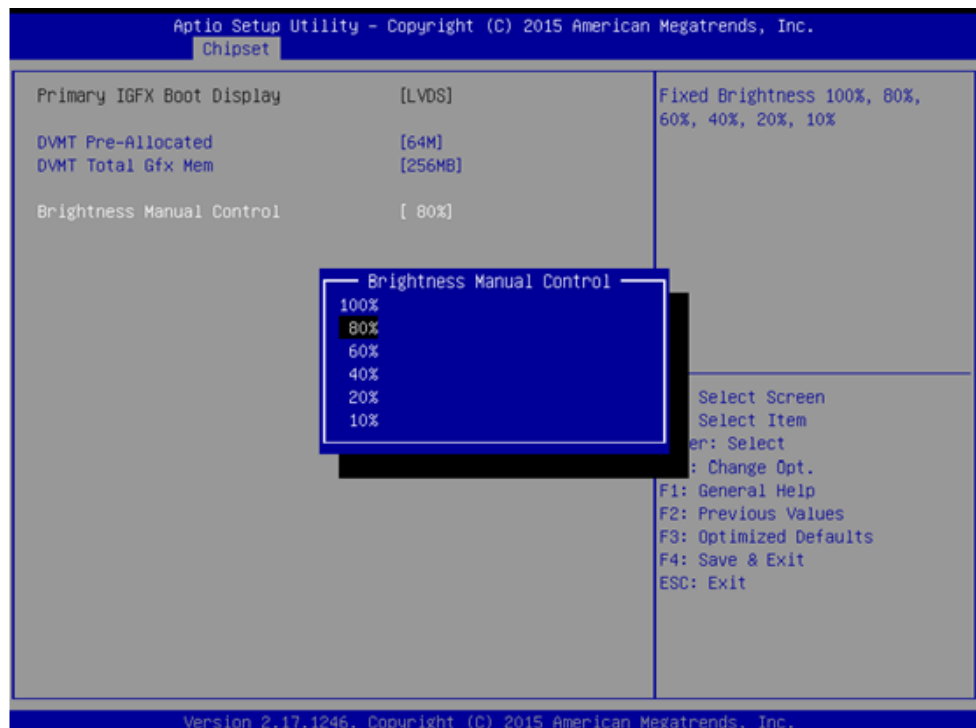 Aptio Setup Utility – Copyright (C) 2015 American Megatrends, Inc.
Chipset
Primary IGFX Boot Display [LVDS]
DVMT Pre-Allocated [64M]
DVMT Total Gfx Mem [256MB]
Brightness Manual Control [ 80%]
Fixed Brightness 100%, 80%,
60%, 40%, 20%, 10%
Brightness Manual Control
100%
80%
60%
40%
20%
10%
Select Screen
Select Item
er: Select
: Change Opt.
F1: General Help
F2: Previous Values
F3: Optimized Defaults
F4: Save & Exit
ESC: Exit
Version 2.17.1246. Copyright (C) 2015 American Megatrends, Inc.